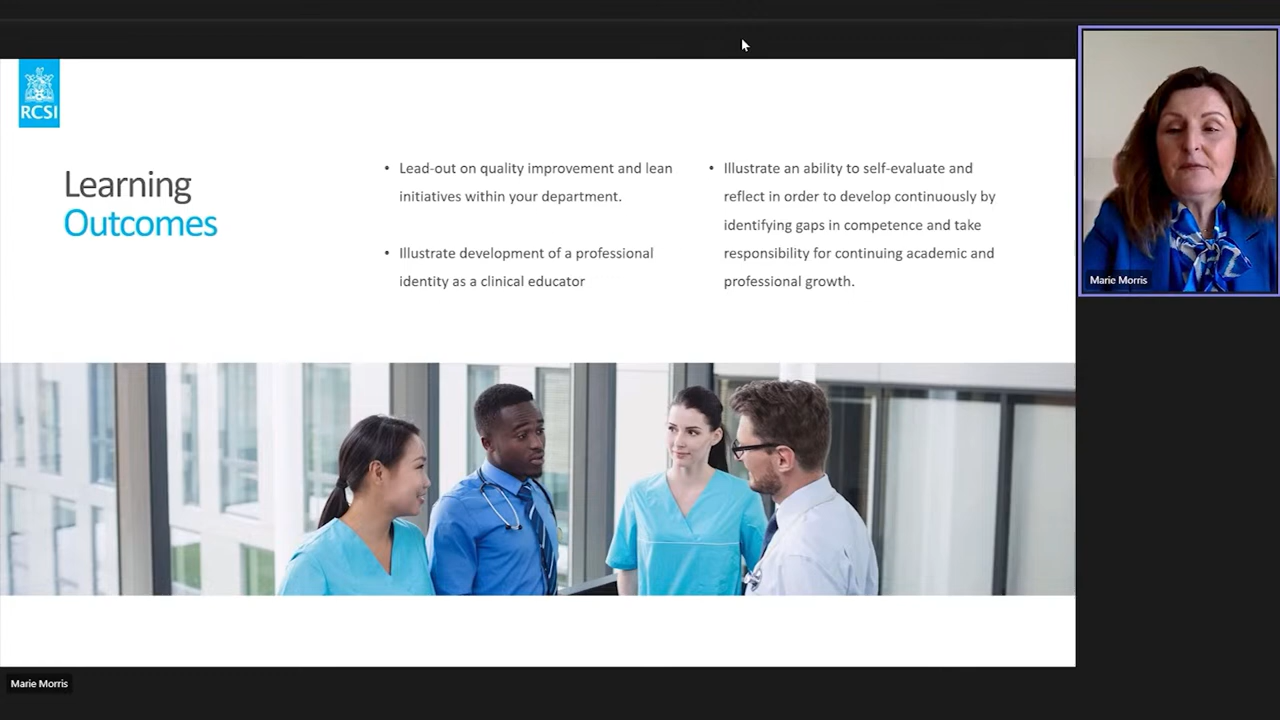 RCSI
Learning
Outcomes
• Lead-out on quality improvement and lean
initiatives within your department.
• Illustrate development of a professional
identity as a clinical educator
• Illustrate an ability to self-evaluate and
reflect in order to develop continuously by
identifying gaps in competence and take
responsibility for continuing academic and
professional growth.
Marie Morris
Marie Morris